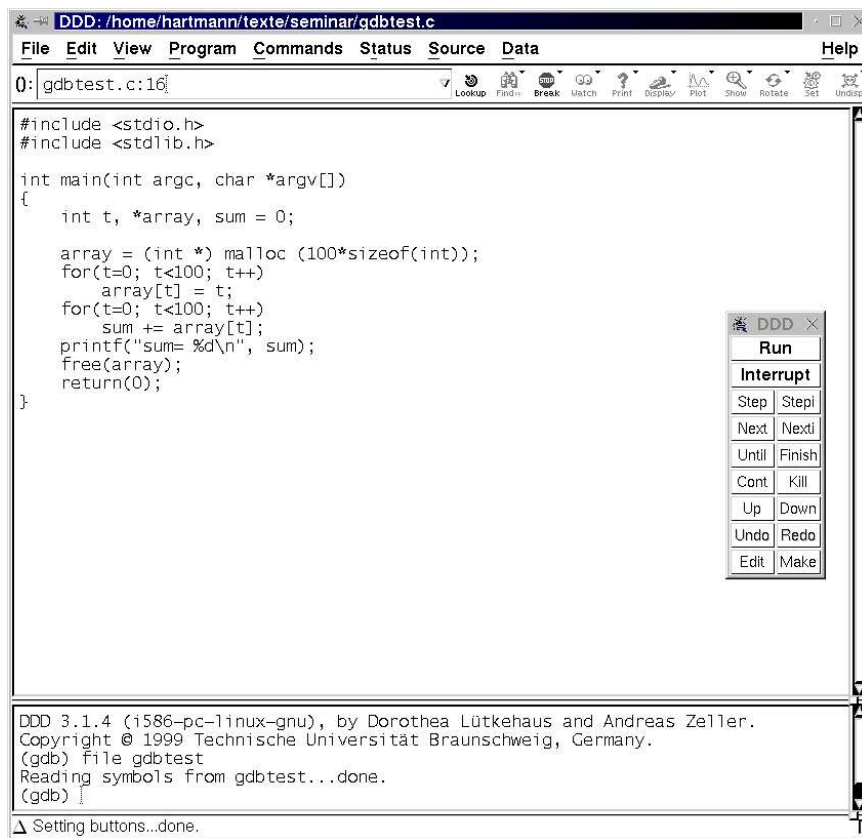 DDD: /home/hartmann/texte/seminar/gdbtest.c
File Edit View Program Commands Status Source Data Help
(): gdbtest.c:16
Lookup Find>> Break Watch Print Display Plot Show Rotate Set Undisp
#include <stdio.h>
#include <stdlib.h>
int main(int argc, char *argv[])
{
    int t, *array, sum = 0;
    array = (int *) malloc (100*sizeof(int));
    for(t=0; t<100; t++)
        array[t] = t;
    for(t=0; t<100; t++)
        sum += array[t];
    printf("sum= %d\n", sum);
    free(array);
    return(0);
}
DDD
Run
Interrupt
Step Stepi
Next Nexti
Until Finish
Cont Kill
Up Down
Undo Redo
Edit Make
DDD 3.1.4 (i586-pc-linux-gnu), by Dorothea Lütkehaus and Andreas Zeller.
Copyright © 1999 Technische Universität Braunschweig, Germany.
(gdb) file gdbtest
Reading symbols from gdbtest...done.
(gdb)
Setting buttons...done.